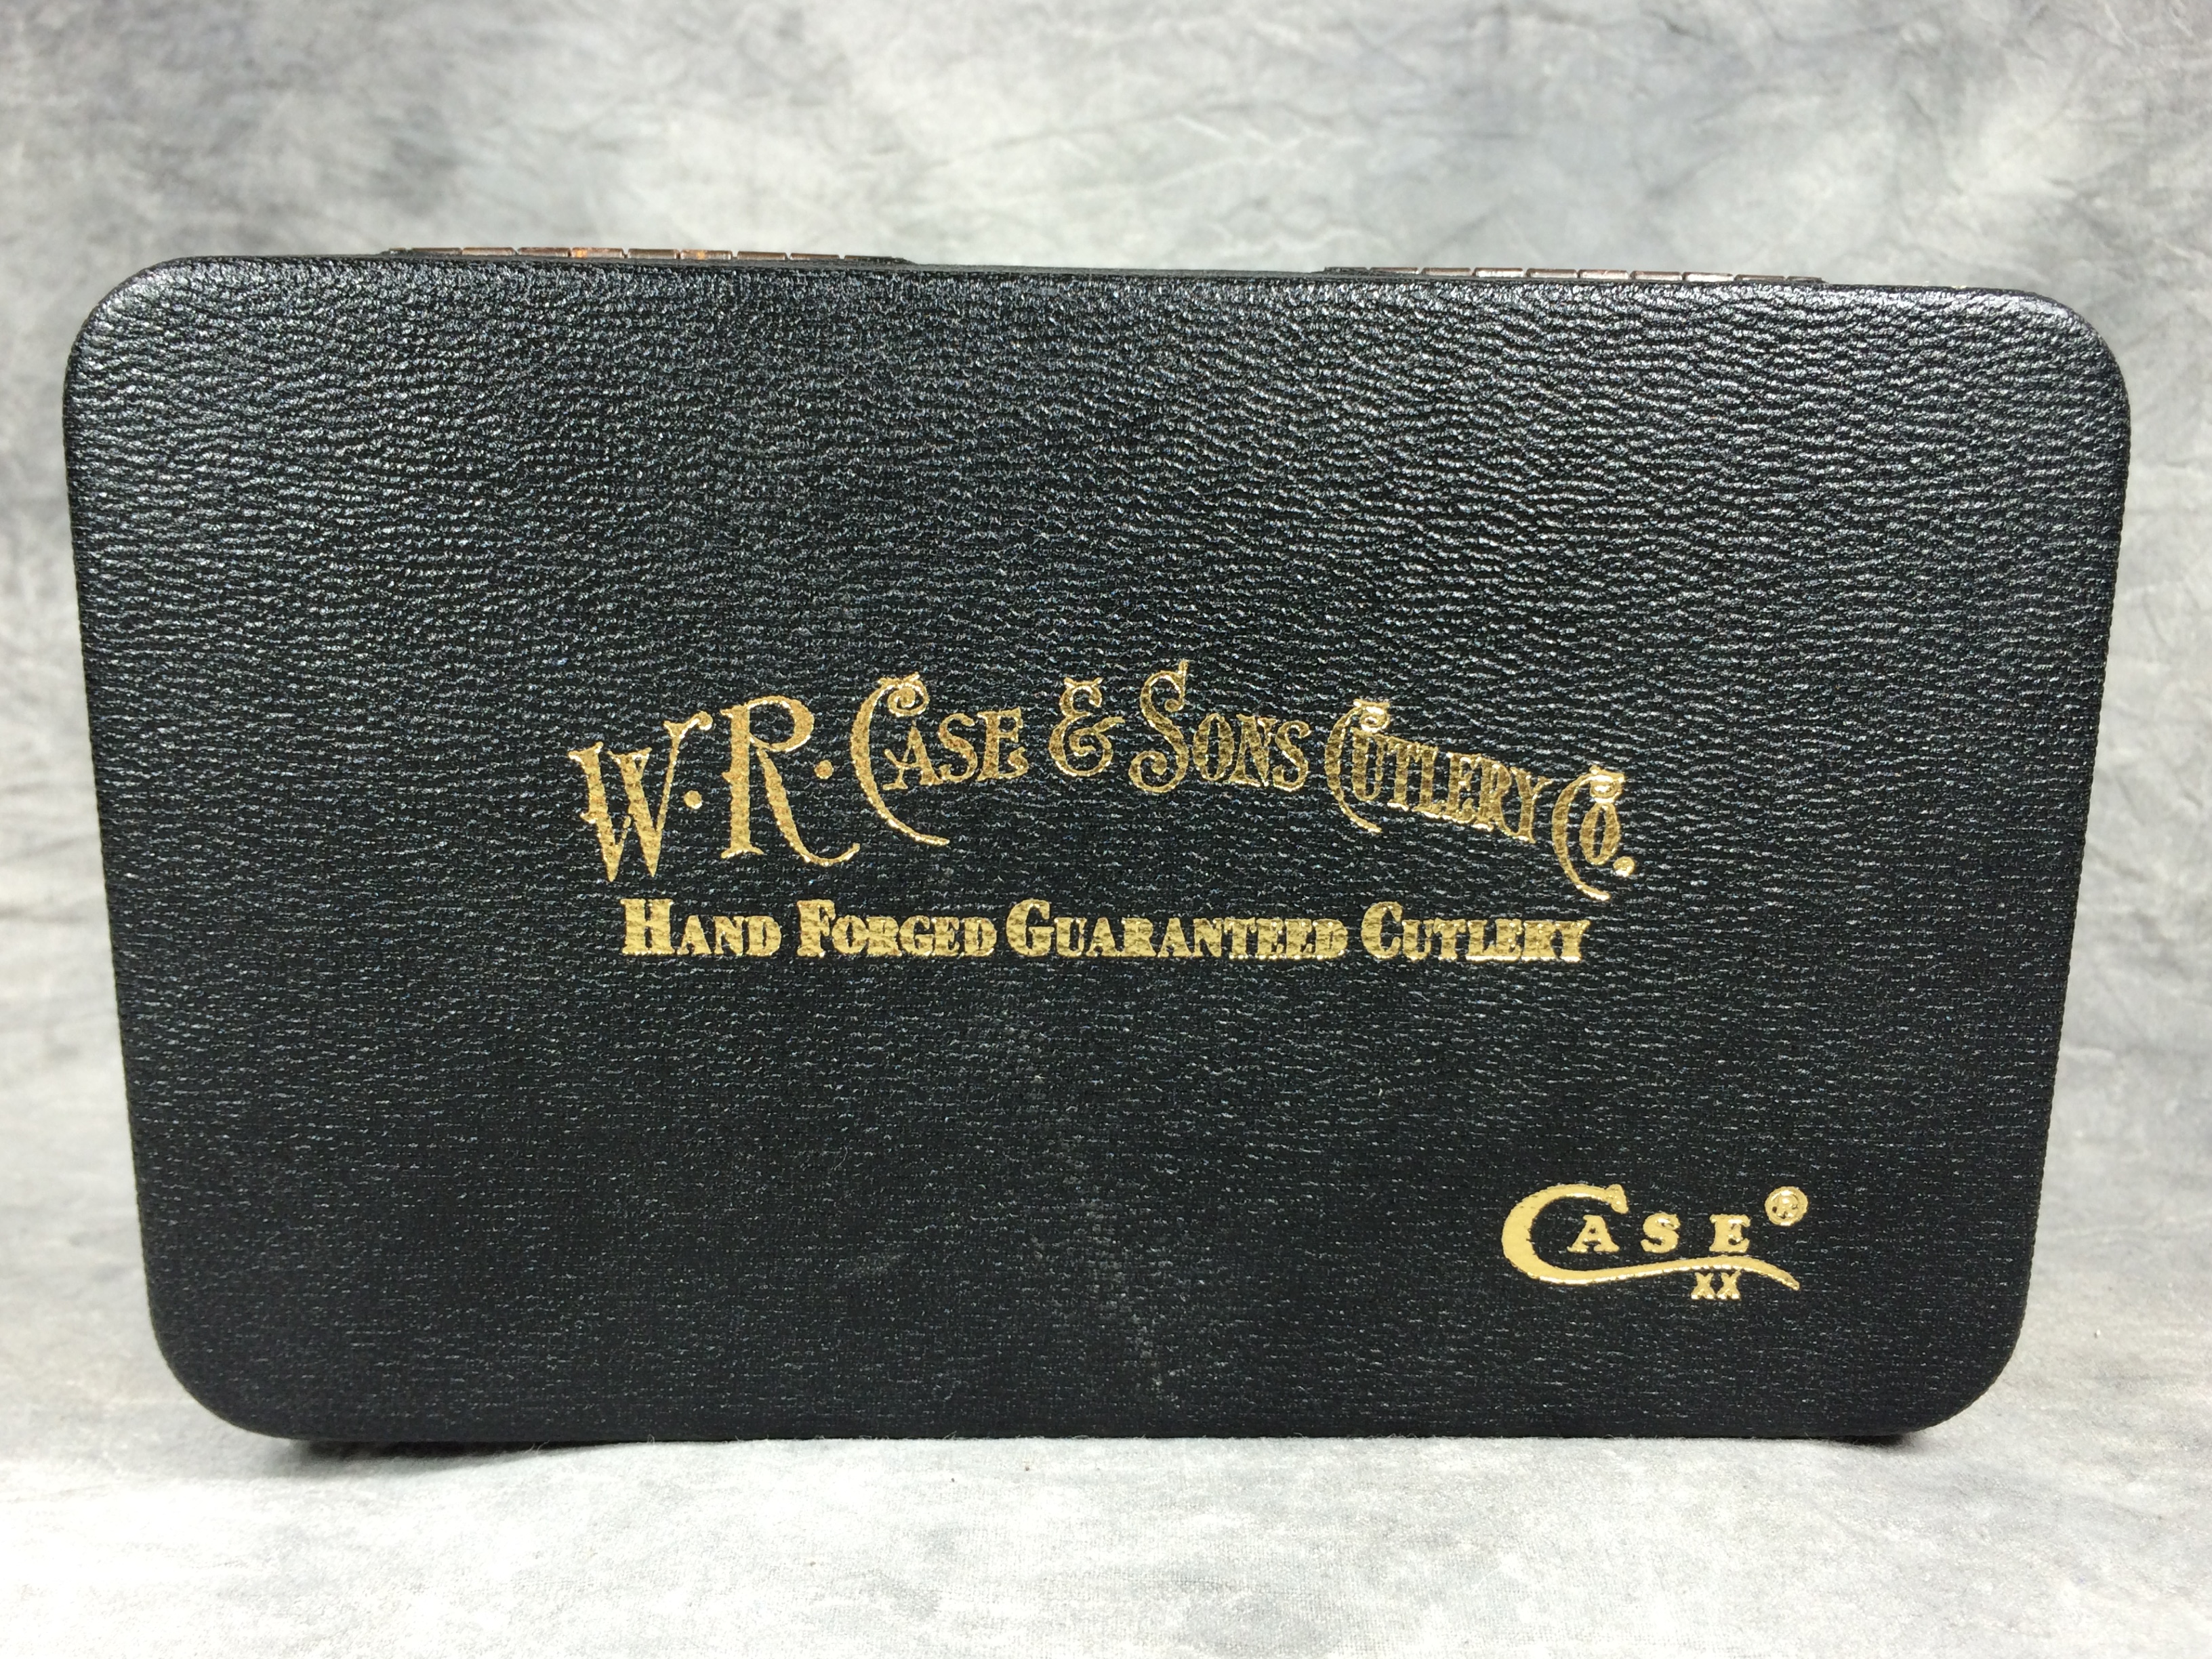 W·R·CASE & SONS CUTLERY CO.
HAND FORGED GUARANTEED CUTLERY
CASE®
XX